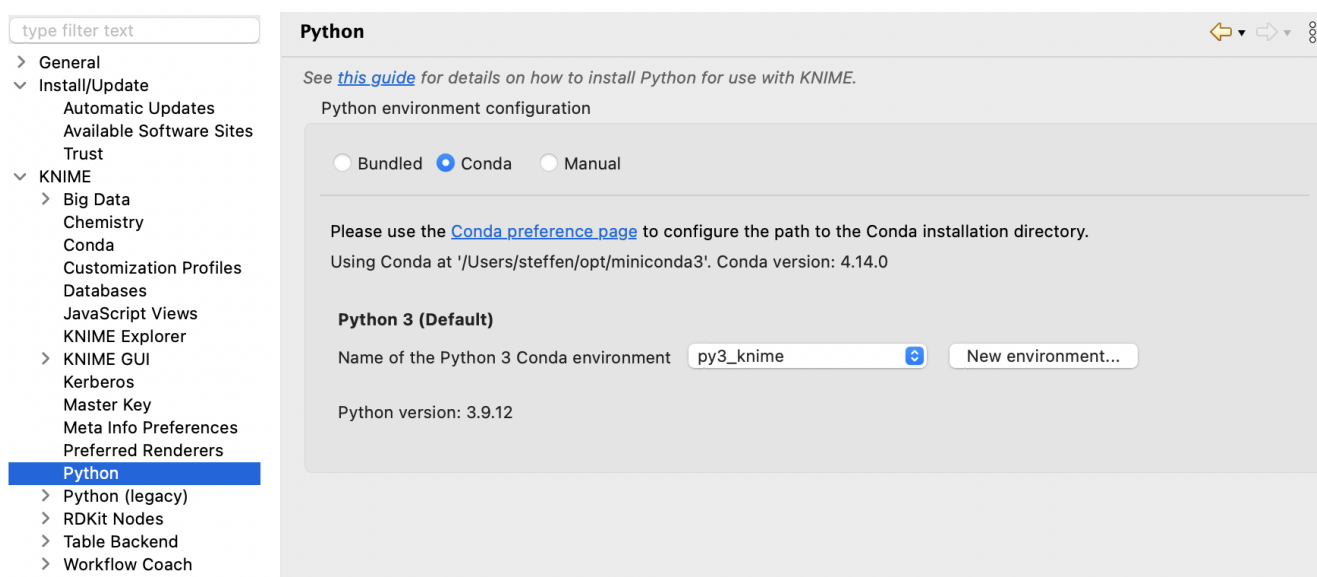 type filter text
General
Install/Update
Automatic Updates
Available Software Sites
Trust
KNIME
Big Data
Chemistry
Conda
Customization Profiles
Databases
JavaScript Views
KNIME Explorer
KNIME GUI
Kerberos
Master Key
Meta Info Preferences
Preferred Renderers
Python
Python (legacy)
RDKit Nodes
Table Backend
Workflow Coach
Python
See this guide for details on how to install Python for use with KNIME.
Python environment configuration
Bundled Conda Manual
Please use the Conda preference page to configure the path to the Conda installation directory.
Using Conda at '/Users/steffen/opt/miniconda3'. Conda version: 4.14.0
Python 3 (Default)
Name of the Python 3 Conda environment py3_knime New environment...
Python version: 3.9.12